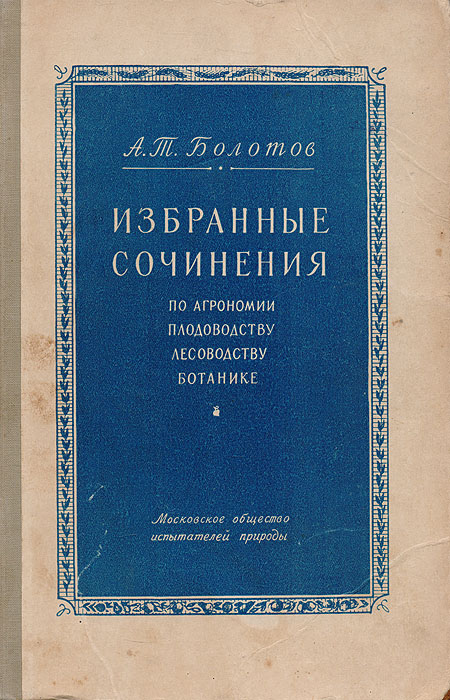 А.Т. Болотов
ИЗБРАННЫЕ
СОЧИНЕНИЯ
ПО АГРОНОМИИ
ПЛОДОВОДСТВУ
ЛЕСОВОДСТВУ
БОТАНИКЕ
Московское общество
испытателей природы